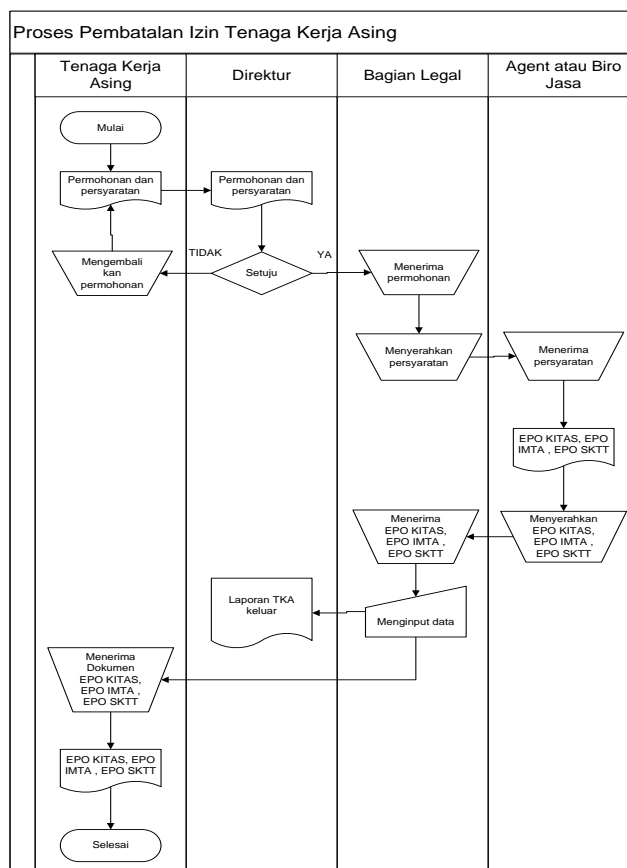 Proses Pembatalan Izin Tenaga Kerja Asing
Tenaga Kerja
Asing
Direktur
Bagian Legal
Agent atau Biro
Jasa
Mulai
Permohonan dan
persyaratan
Permohonan dan
persyaratan
Mengembali
kan
permohonan
TIDAK
Setuju
YA
Menerima
permohonan
Menyerahkan
persyaratan
Menerima
persyaratan
EPO KITAS, EPO
IMTA , EPO SKTT
Menerima
EPO KITAS,
EPO IMTA ,
EPO SKTT
Menyerahkan
EPO KITAS,
EPO IMTA ,
EPO SKTT
Laporan TKA
keluar
Menginput data
Menerima
Dokumen
EPO KITAS,
EPO IMTA ,
EPO SKTT
EPO KITAS, EPO
IMTA , EPO SKTT
Selesai